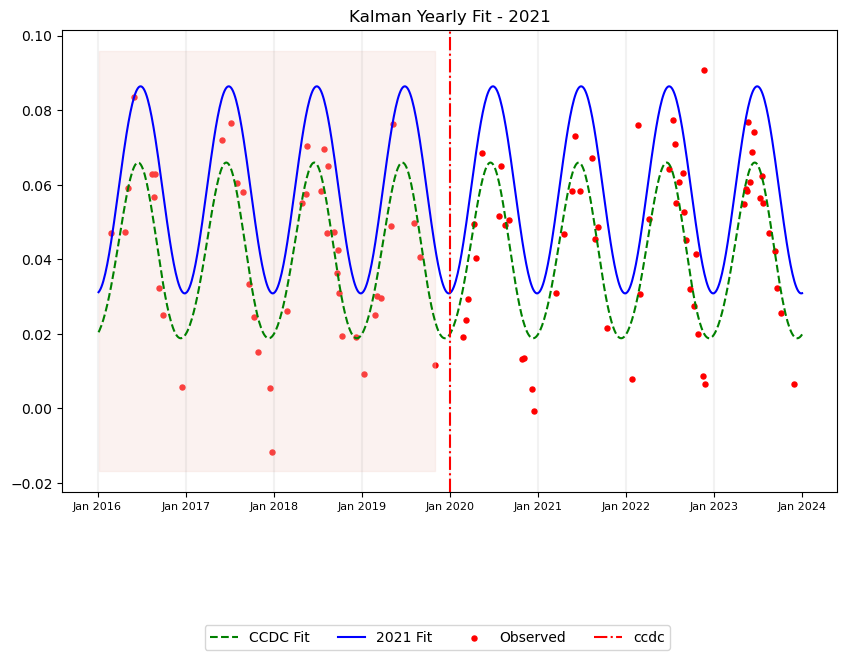 Kalman Yearly Fit - 2021
0.10
0.08
0.06
0.04
0.02
0.00
−0.02
Jan 2016 Jan 2017 Jan 2018 Jan 2019 Jan 2020 Jan 2021 Jan 2022 Jan 2023 Jan 2024
CCDC Fit 2021 Fit Observed ccdc